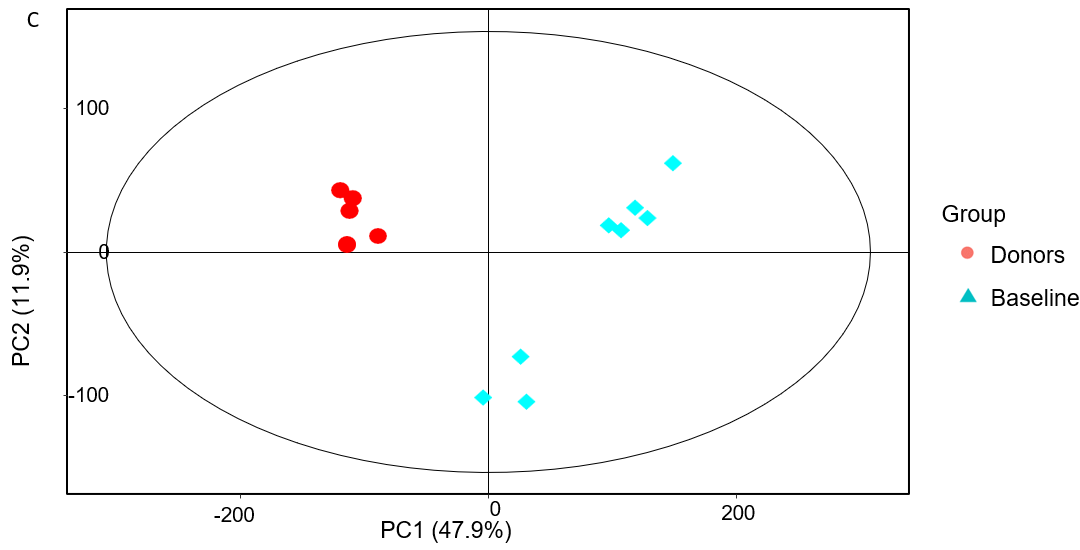 C
100
0
-100
PC2 (11.9%)
-200
0
200
PC1 (47.9%)
Group
Donors
Baseline